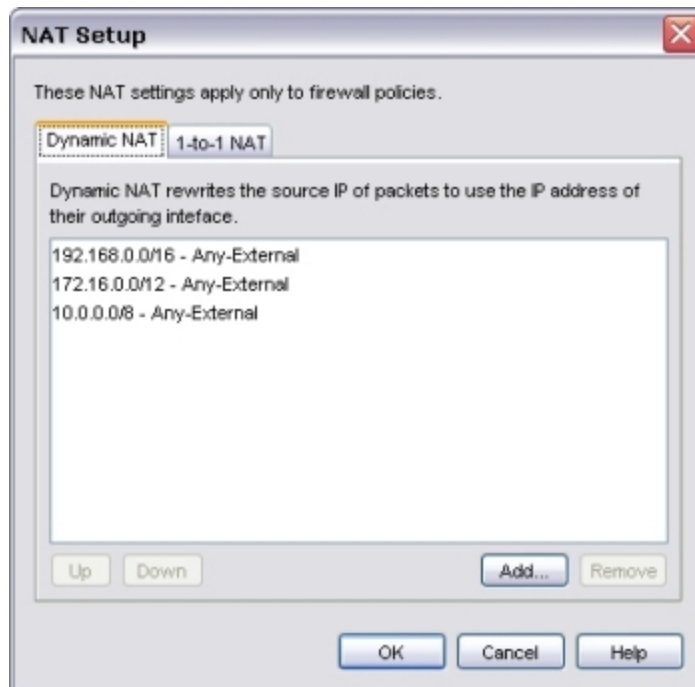 NAT Setup
These NAT settings apply only to firewall policies.
Dynamic NAT
1-to-1 NAT
Dynamic NAT rewrites the source IP of packets to use the IP address of
their outgoing inteface.
192.168.0.0/16 - Any-External
172.16.0.0/12 - Any-External
10.0.0.0/8 - Any-External
Up
Down
Add...
Remove
OK
Cancel
Help